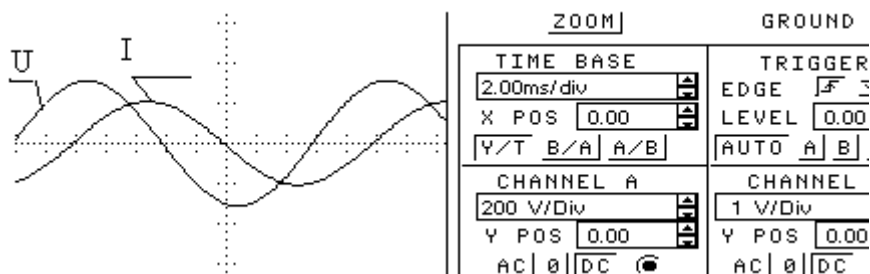 U
I
ZOOM
GROUND
TIME BASE
2.00ms/div
X POS 0.00
Y/T B/A A/B
TRIGGER
EDGE
LEVEL 0.00
AUTO A B
CHANNEL A
200 V/Div
Y POS 0.00
AC 0 DC
CHANNEL
1 V/Div
Y POS 0.00
AC 0 DC